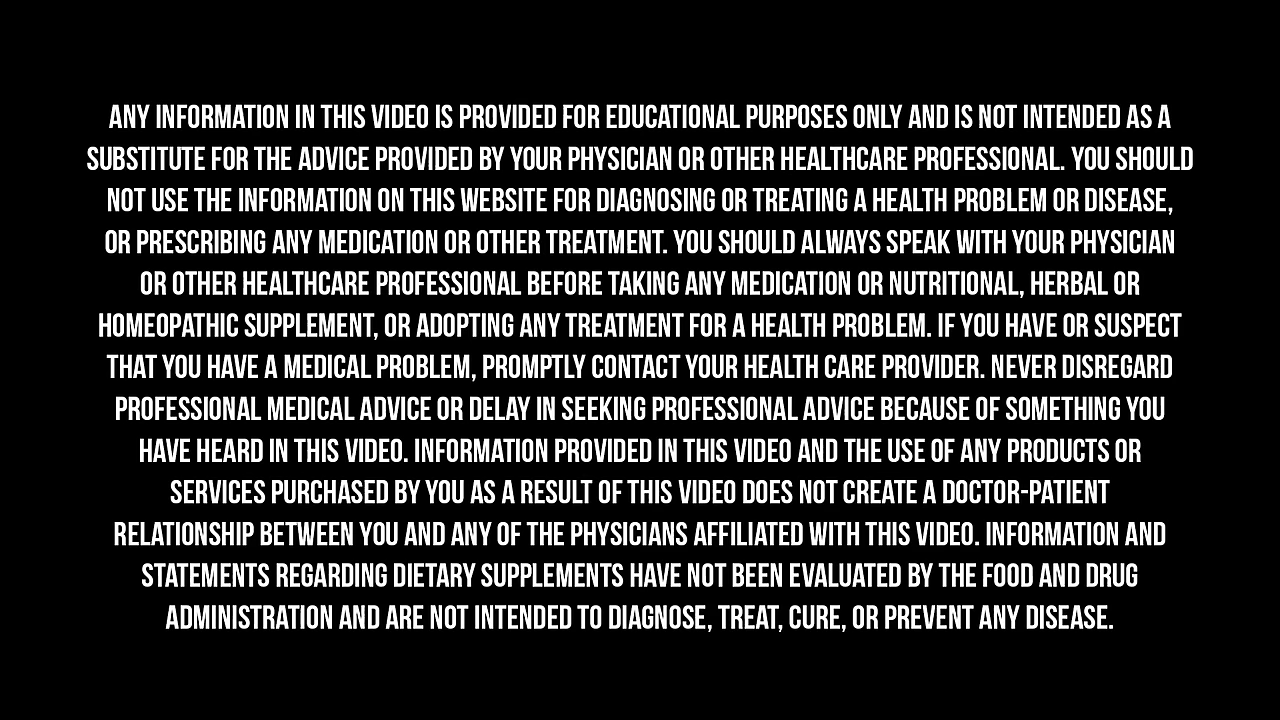 ANY INFORMATION IN THIS VIDEO IS PROVIDED FOR EDUCATIONAL PURPOSES ONLY AND IS NOT INTENDED AS A
SUBSTITUTE FOR THE ADVICE PROVIDED BY YOUR PHYSICIAN OR OTHER HEALTHCARE PROFESSIONAL. YOU SHOULD
NOT USE THE INFORMATION ON THIS WEBSITE FOR DIAGNOSING OR TREATING A HEALTH PROBLEM OR DISEASE,
OR PRESCRIBING ANY MEDICATION OR OTHER TREATMENT. YOU SHOULD ALWAYS SPEAK WITH YOUR PHYSICIAN
OR OTHER HEALTHCARE PROFESSIONAL BEFORE TAKING ANY MEDICATION OR NUTRITIONAL, HERBAL OR
HOMEOPATHIC SUPPLEMENT, OR ADOPTING ANY TREATMENT FOR A HEALTH PROBLEM. IF YOU HAVE OR SUSPECT
THAT YOU HAVE A MEDICAL PROBLEM, PROMPTLY CONTACT YOUR HEALTH CARE PROVIDER. NEVER DISREGARD
PROFESSIONAL MEDICAL ADVICE OR DELAY IN SEEKING PROFESSIONAL ADVICE BECAUSE OF SOMETHING YOU
HAVE HEARD IN THIS VIDEO. INFORMATION PROVIDED IN THIS VIDEO AND THE USE OF ANY PRODUCTS OR
SERVICES PURCHASED BY YOU AS A RESULT OF THIS VIDEO DOES NOT CREATE A DOCTOR-PATIENT
RELATIONSHIP BETWEEN YOU AND ANY OF THE PHYSICIANS AFFILIATED WITH THIS VIDEO. INFORMATION AND
STATEMENTS REGARDING DIETARY SUPPLEMENTS HAVE NOT BEEN EVALUATED BY THE FOOD AND DRUG
ADMINISTRATION AND ARE NOT INTENDED TO DIAGNOSE, TREAT, CURE, OR PREVENT ANY DISEASE.